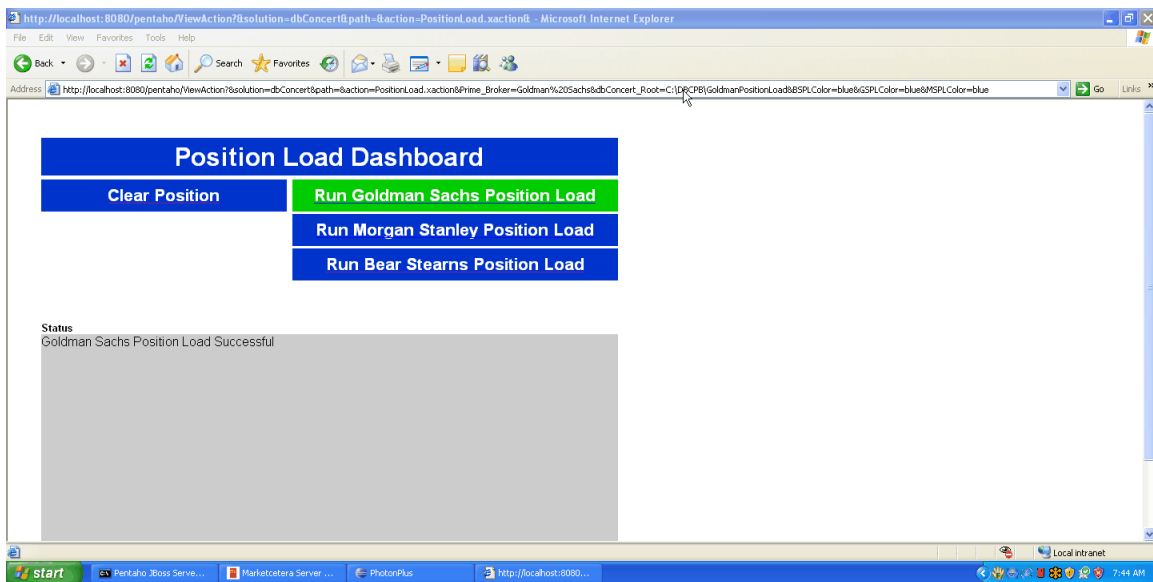 http://localhost:8080/pentaho/ViewAction?&solution=dbConcert&path=&action=PositionLoad.xaction& - Microsoft Internet Explorer
File Edit View Favorites Tools Help
Back Search Favorites
Address http://localhost:8080/pentaho/ViewAction?&solution=dbConcert&path=&action=PositionLoad.xaction&Prime_Broker=Goldman%20Sachs&dbConcert_Root=C:\DBCPB\GoldmanPositionLoad&BSPLColor=blue&GSPLColor=blue&MSPLColor=blue Go Links »
Position Load Dashboard
Clear Position Run Goldman Sachs Position Load
Run Morgan Stanley Position Load
Run Bear Stearns Position Load
Status
Goldman Sachs Position Load Successful
Local intranet
start Pentaho JBoss Serve... Marketcetera Server ... PhotonPlus http://localhost:8080... 7:44 AM